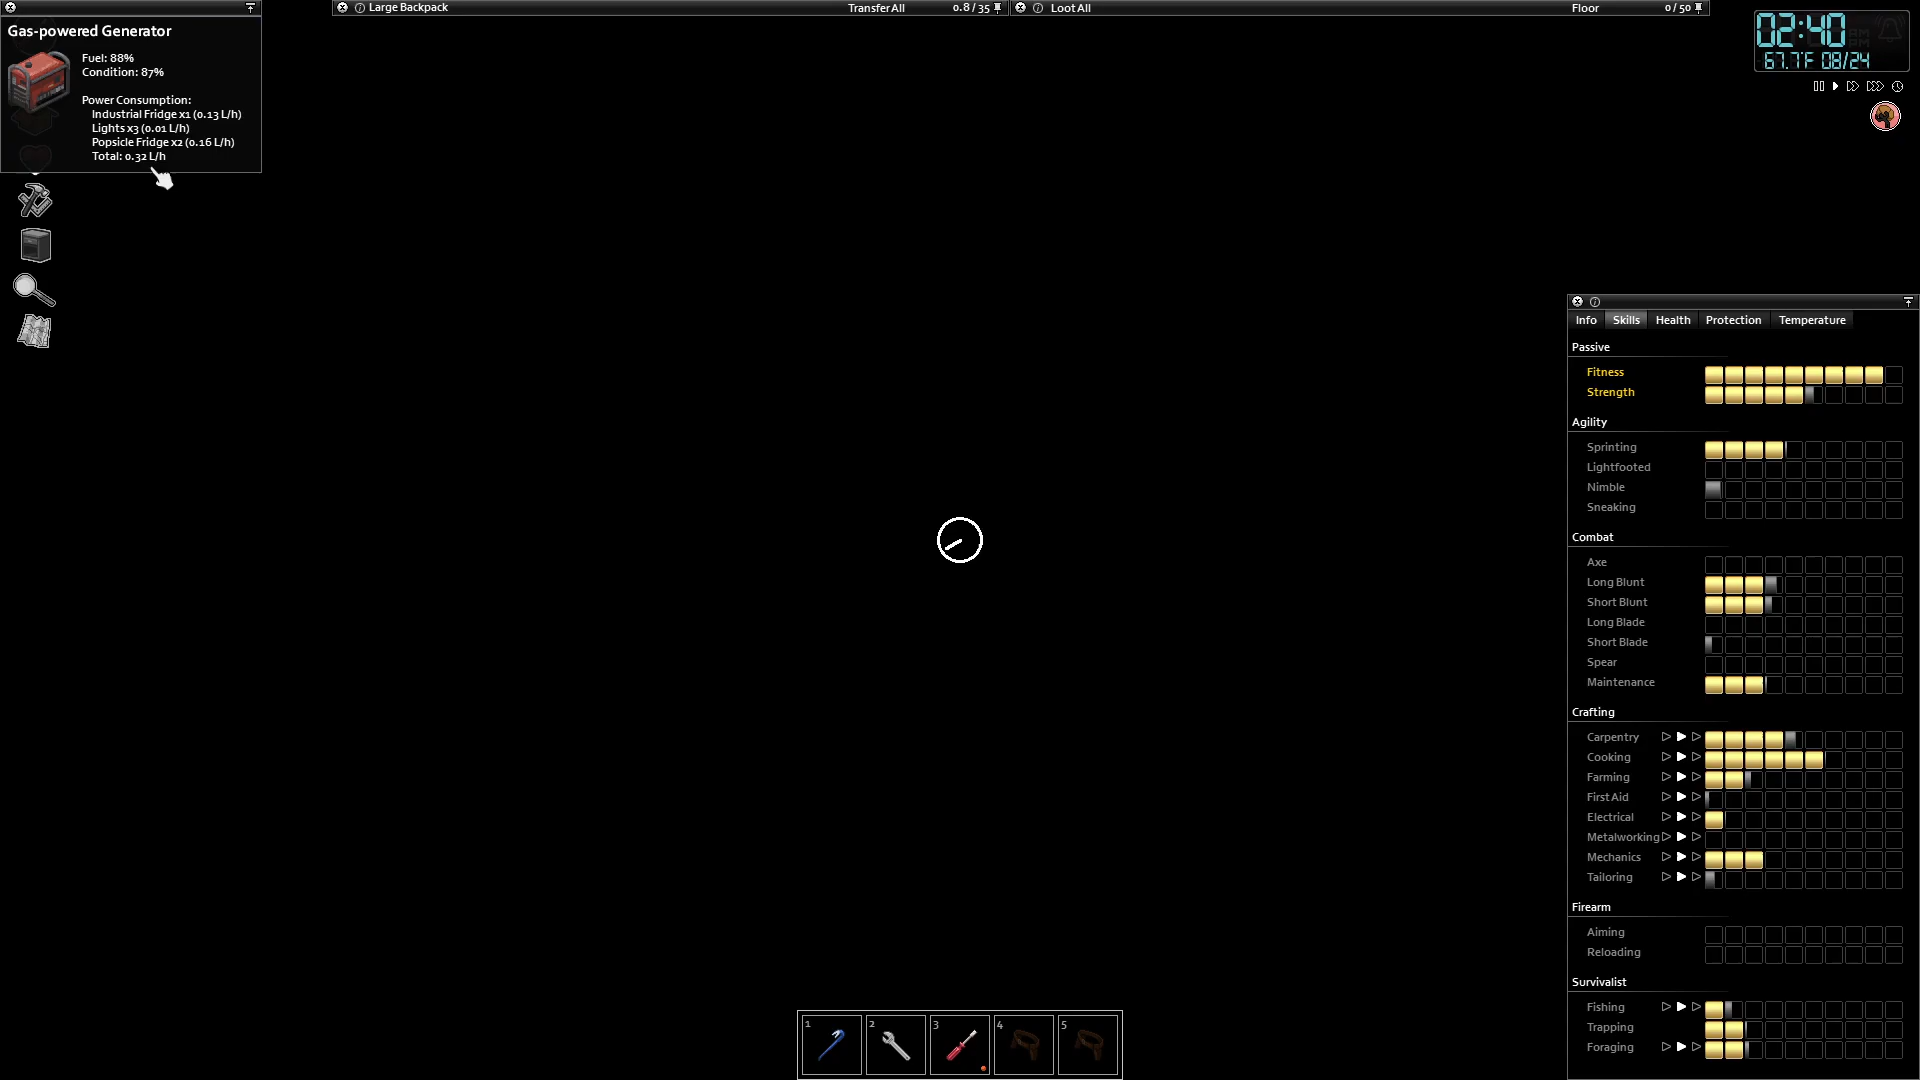 Large Backpack Transfer All 0.8 / 35
Loot All Floor 0 / 50
Gas-powered Generator
Fuel: 88%
Condition: 87%
Power Consumption:
Industrial Fridge x1 (0.13 L/h)
Lights x3 (0.01 L/h)
Popsicle Fridge x2 (0.16 L/h)
Total: 0.32 L/h
02:40 AM PM
67.7°F 08/24
Info Skills Health Protection Temperature
Passive
Fitness
Strength
Agility
Sprinting
Lightfooted
Nimble
Sneaking
Combat
Axe
Long Blunt
Short Blunt
Long Blade
Short Blade
Spear
Maintenance
Crafting
Carpentry
Cooking
Farming
First Aid
Electrical
Metalworking
Mechanics
Tailoring
Firearm
Aiming
Reloading
Survivalist
Fishing
Trapping
Foraging
1 2 3 4 5